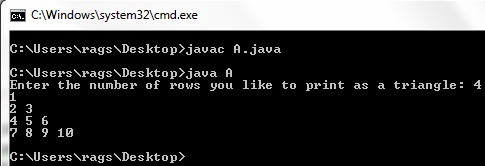 C:\Windows\system32\cmd.exe
C:\Users\rags\Desktop>javac A.java
C:\Users\rags\Desktop>java A
Enter the number of rows you like to print as a triangle: 4
1
2 3
4 5 6
7 8 9 10
C:\Users\rags\Desktop>